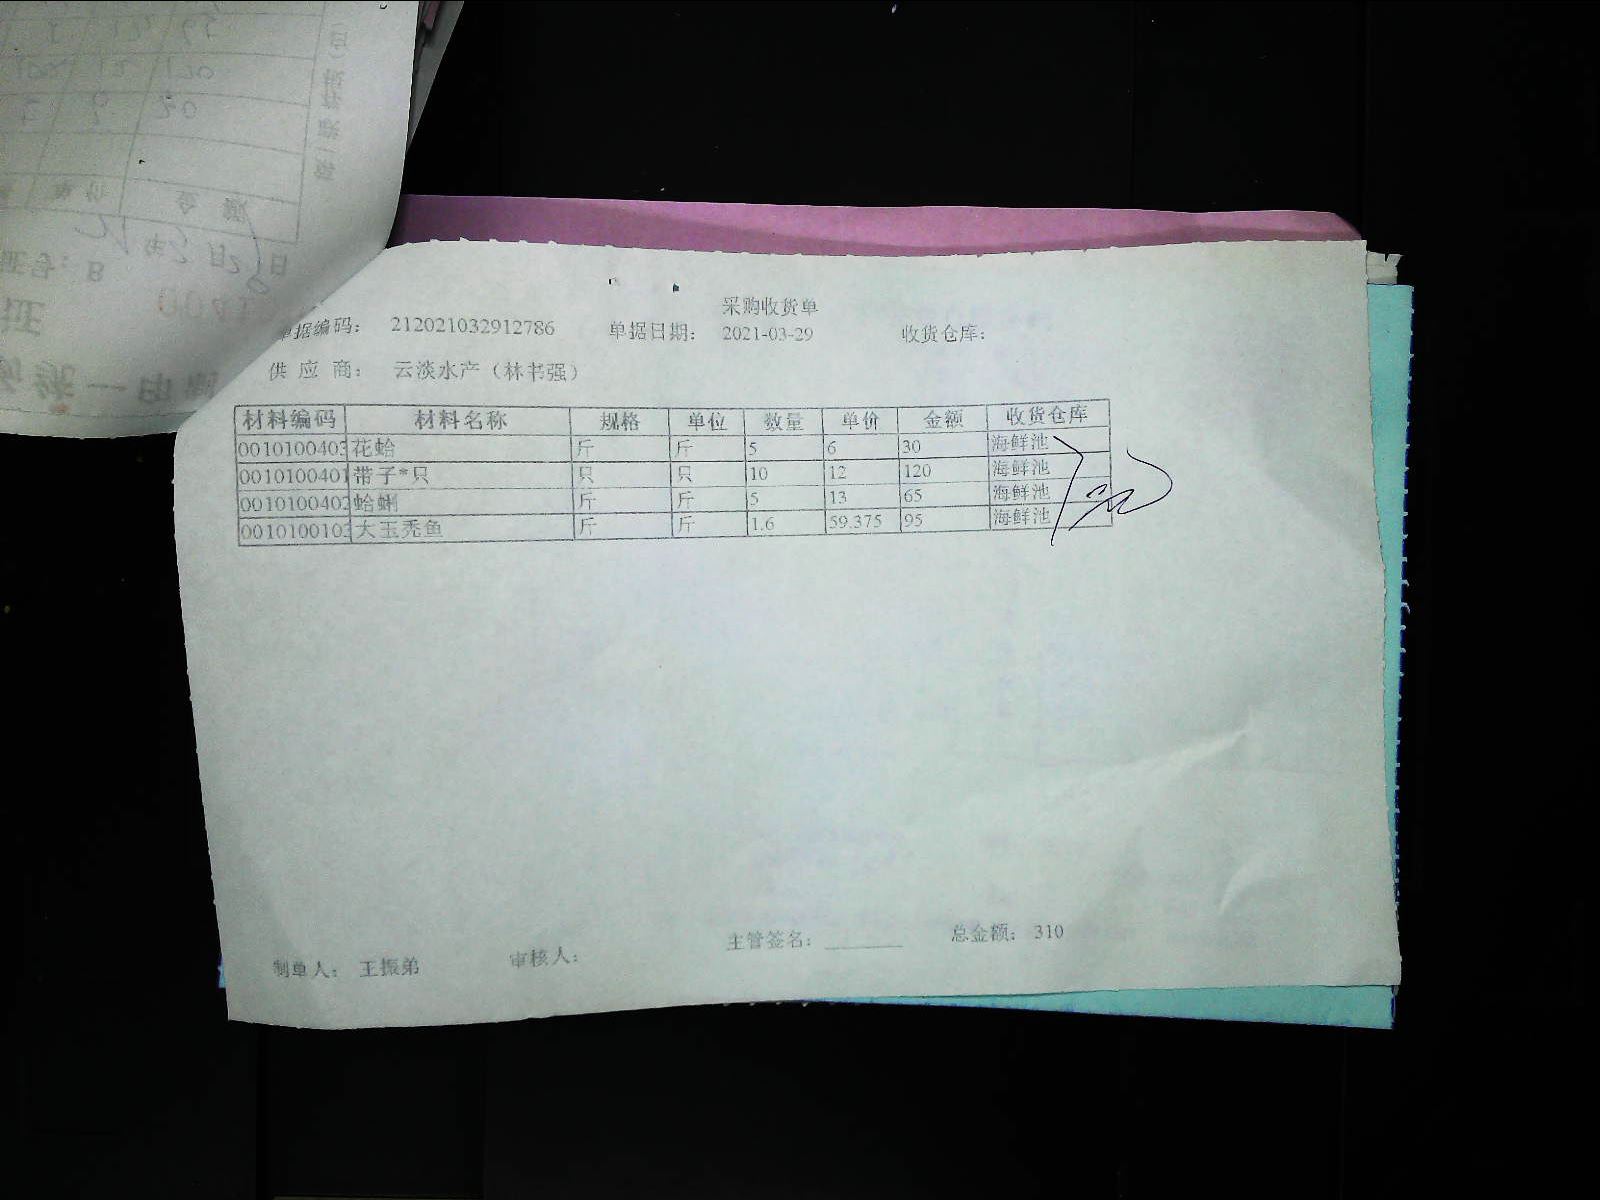 采购收货单
单据编码： 212021032912786 单据日期： 2021-03-29 收货仓库：
供 应 商： 云淡水产（林书强）
材料编码 材料名称 规格 单位 数量 单价 金额 收货仓库
0010100403 花蛤 斤 斤 5 6 30 海鲜池
0010100401 带子*只 只 只 10 12 120 海鲜池
0010100402 蛤蜊 斤 斤 5 13 65 海鲜池
0010100103 大玉秃鱼 斤 斤 1.6 59.375 95 海鲜池
主管签名： 总金额： 310
制单人： 王振弟 审核人：